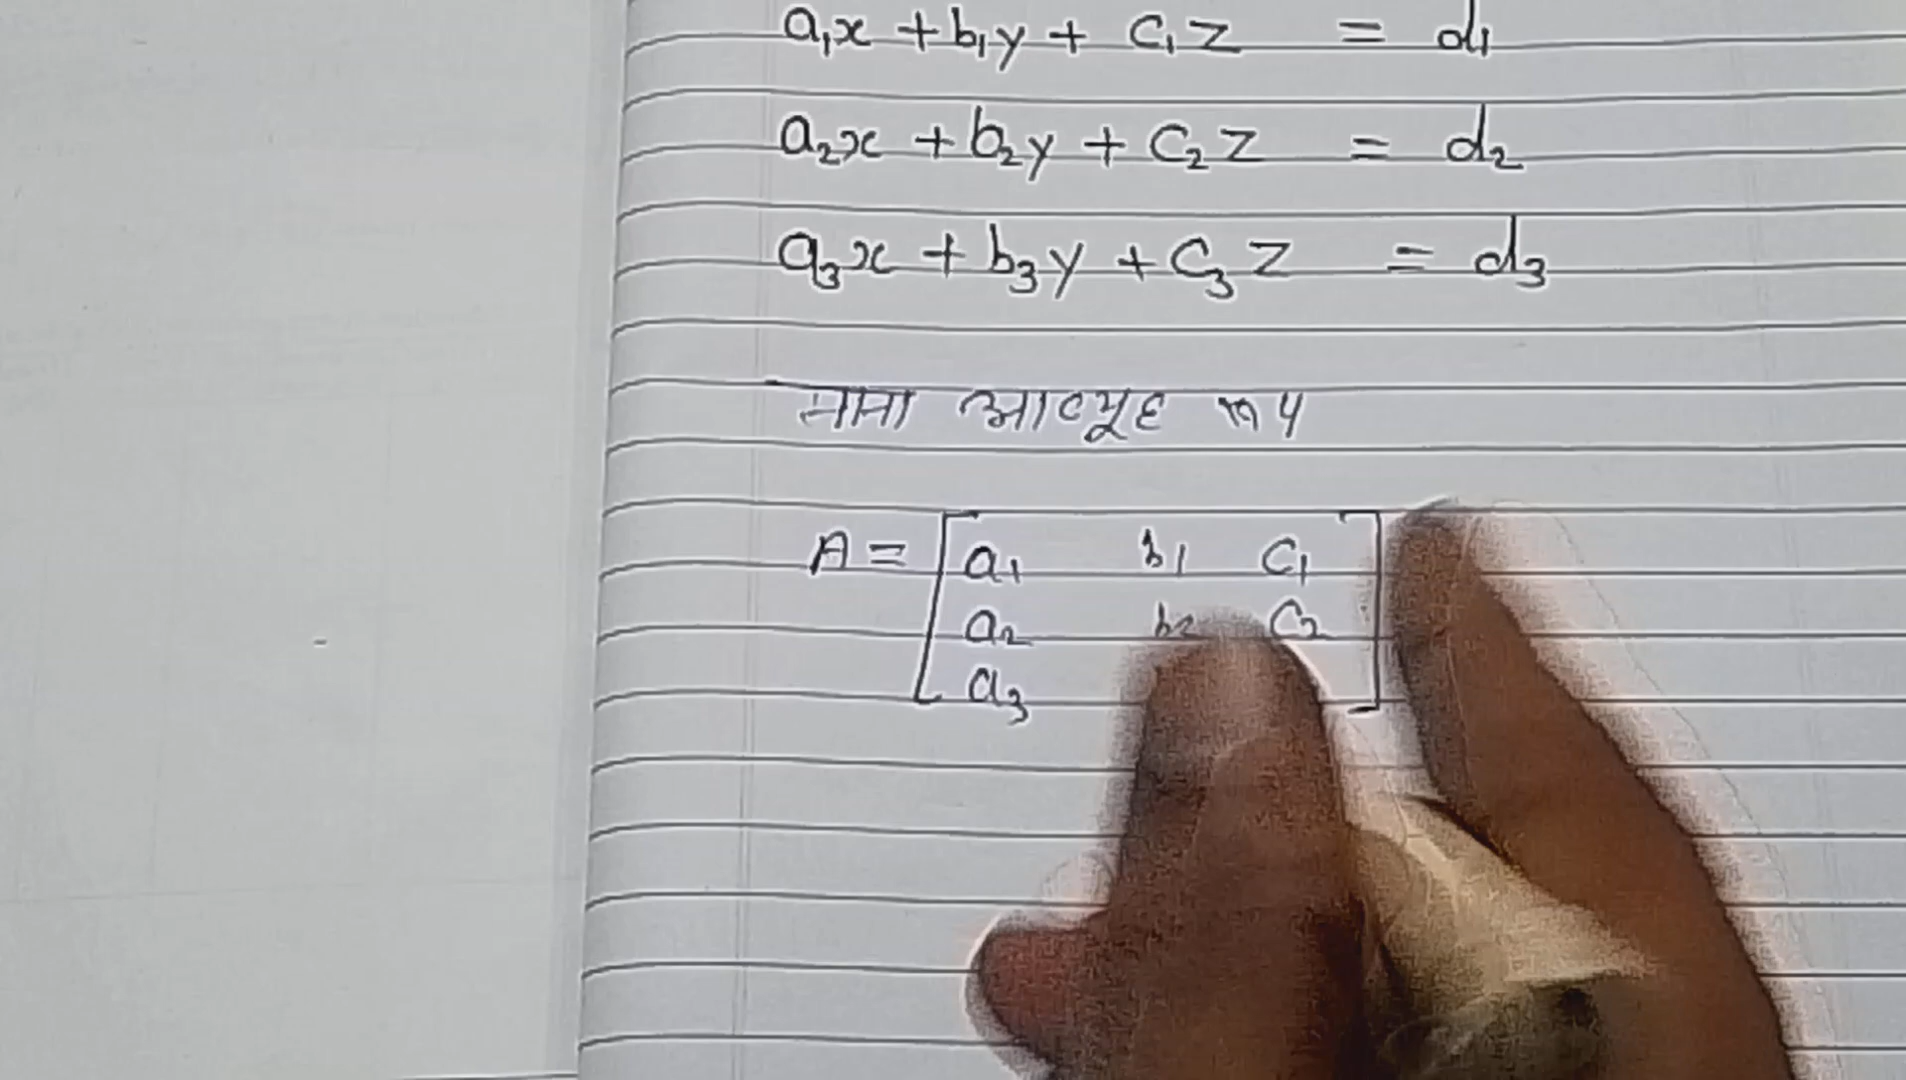 a₁x + b₁y + c₁z = d₁
a₂x + b₂y + c₂z = d₂
a₃x + b₃y + c₃z = d₃
माना आव्यूह रूप
A = [ a₁ b₁ c₁
a₂ b₂ c₂
a₃ ]